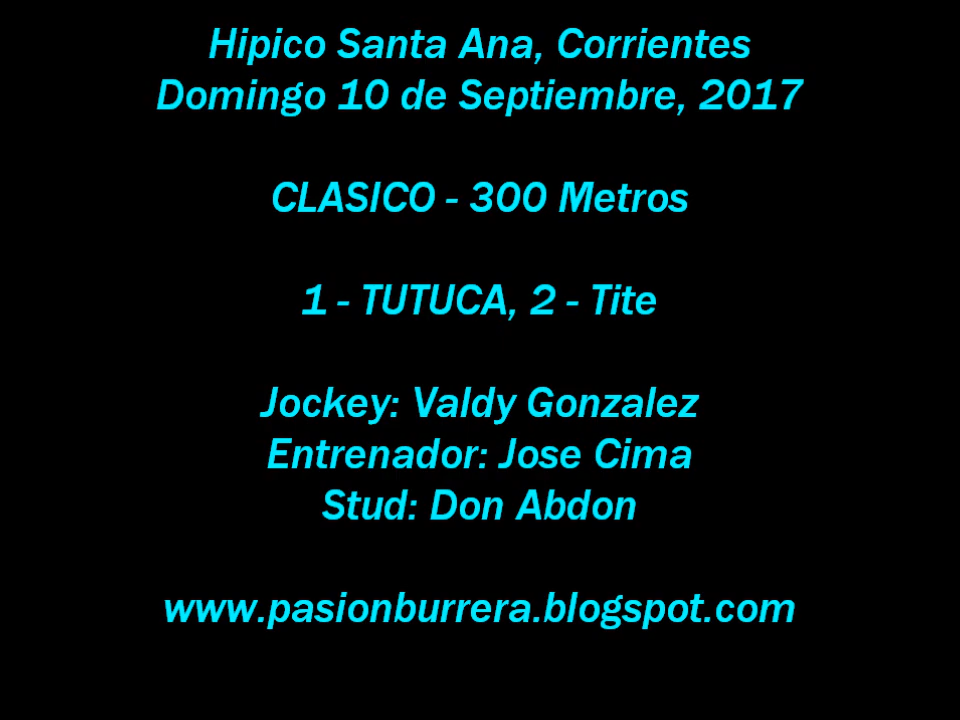 Hipico Santa Ana, Corrientes
Domingo 10 de Septiembre, 2017
CLASICO - 300 Metros
1 - TUTUCA, 2 - Tite
Jockey: Valdy Gonzalez
Entrenador: Jose Cima
Stud: Don Abdon
www.pasionburrera.blogspot.com